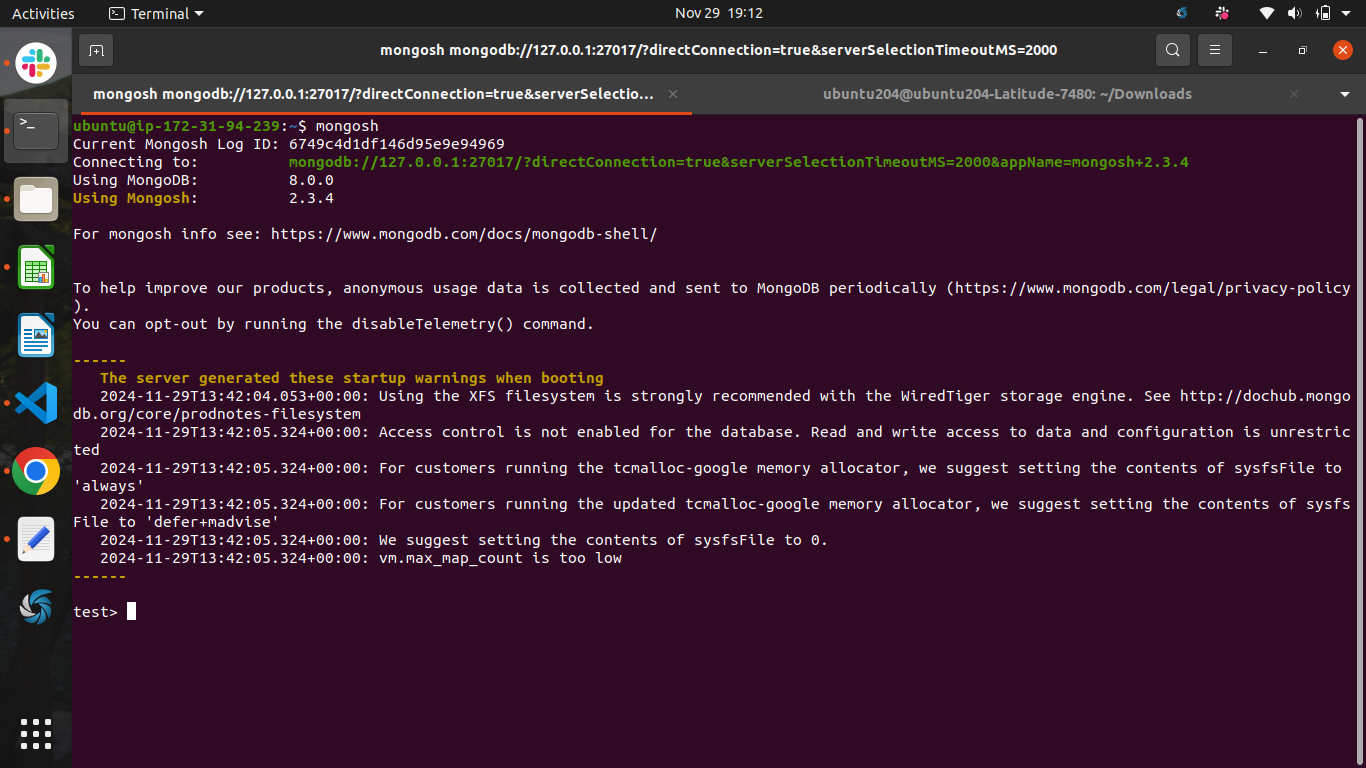 Activities
Terminal
Nov 29 19:12
mongosh mongodb://127.0.0.1:27017/?directConnection=true&serverSelectionTimeoutMS=2000
mongosh mongodb://127.0.0.1:27017/?directConnection=true&serverSelectio...
ubuntu204@ubuntu204-Latitude-7480: ~/Downloads
ubuntu@ip-172-31-94-239:~$ mongosh
Current Mongosh Log ID: 6749c4d1df146d95e9e94969
Connecting to: mongodb://127.0.0.1:27017/?directConnection=true&serverSelectionTimeoutMS=2000&appName=mongosh+2.3.4
Using MongoDB: 8.0.0
Using Mongosh: 2.3.4
For mongosh info see: https://www.mongodb.com/docs/mongodb-shell/
To help improve our products, anonymous usage data is collected and sent to MongoDB periodically (https://www.mongodb.com/legal/privacy-policy
).
You can opt-out by running the disableTelemetry() command.
------
The server generated these startup warnings when booting
2024-11-29T13:42:04.053+00:00: Using the XFS filesystem is strongly recommended with the WiredTiger storage engine. See http://dochub.mongo
db.org/core/prodnotes-filesystem
2024-11-29T13:42:05.324+00:00: Access control is not enabled for the database. Read and write access to data and configuration is unrestric
ted
2024-11-29T13:42:05.324+00:00: For customers running the tcmalloc-google memory allocator, we suggest setting the contents of sysfsFile to
'always'
2024-11-29T13:42:05.324+00:00: For customers running the updated tcmalloc-google memory allocator, we suggest setting the contents of sysfs
File to 'defer+madvise'
2024-11-29T13:42:05.324+00:00: We suggest setting the contents of sysfsFile to 0.
2024-11-29T13:42:05.324+00:00: vm.max_map_count is too low
------
test>